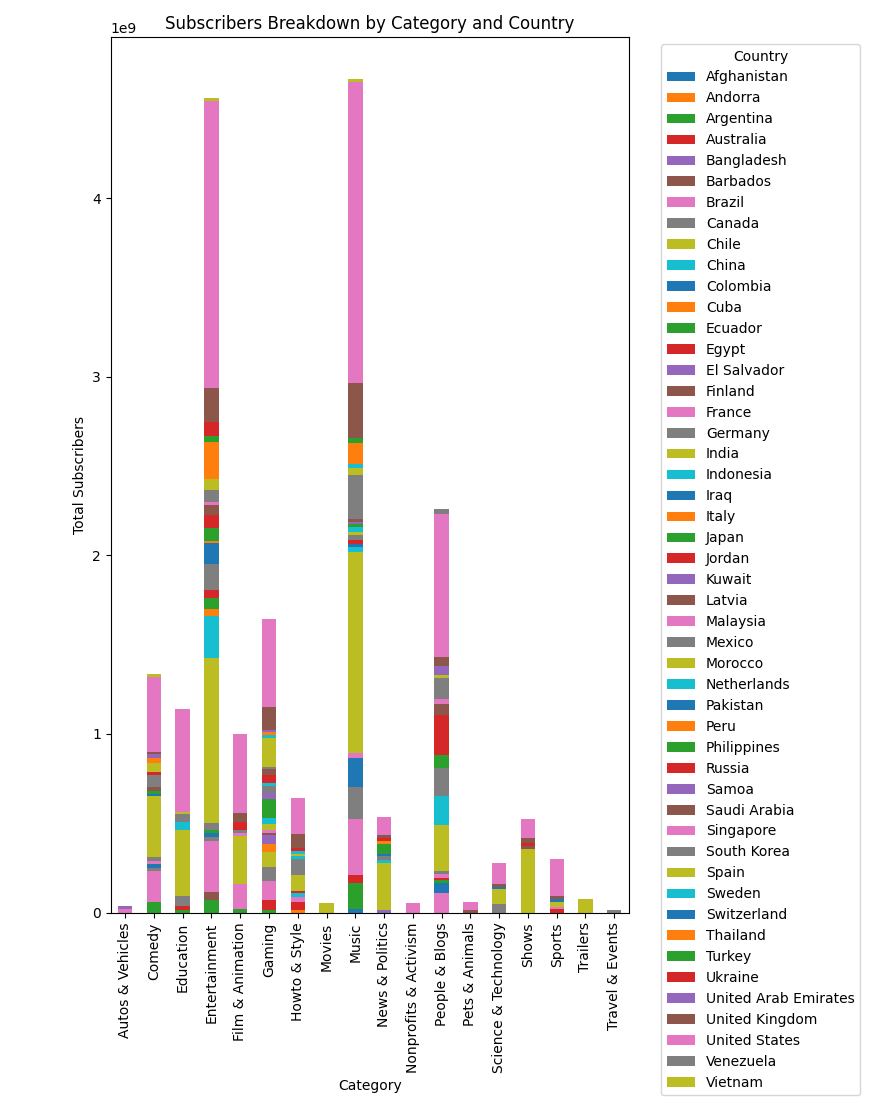 Subscribers Breakdown by Category and Country
1e9
Total Subscribers
4
3
2
1
0
Autos & Vehicles
Comedy
Education
Entertainment
Film & Animation
Gaming
Howto & Style
Movies
Music
News & Politics
Nonprofits & Activism
People & Blogs
Pets & Animals
Science & Technology
Shows
Sports
Trailers
Travel & Events
Category
Country
Afghanistan
Andorra
Argentina
Australia
Bangladesh
Barbados
Brazil
Canada
Chile
China
Colombia
Cuba
Ecuador
Egypt
El Salvador
Finland
France
Germany
India
Indonesia
Iraq
Italy
Japan
Jordan
Kuwait
Latvia
Malaysia
Mexico
Morocco
Netherlands
Pakistan
Peru
Philippines
Russia
Samoa
Saudi Arabia
Singapore
South Korea
Spain
Sweden
Switzerland
Thailand
Turkey
Ukraine
United Arab Emirates
United Kingdom
United States
Venezuela
Vietnam